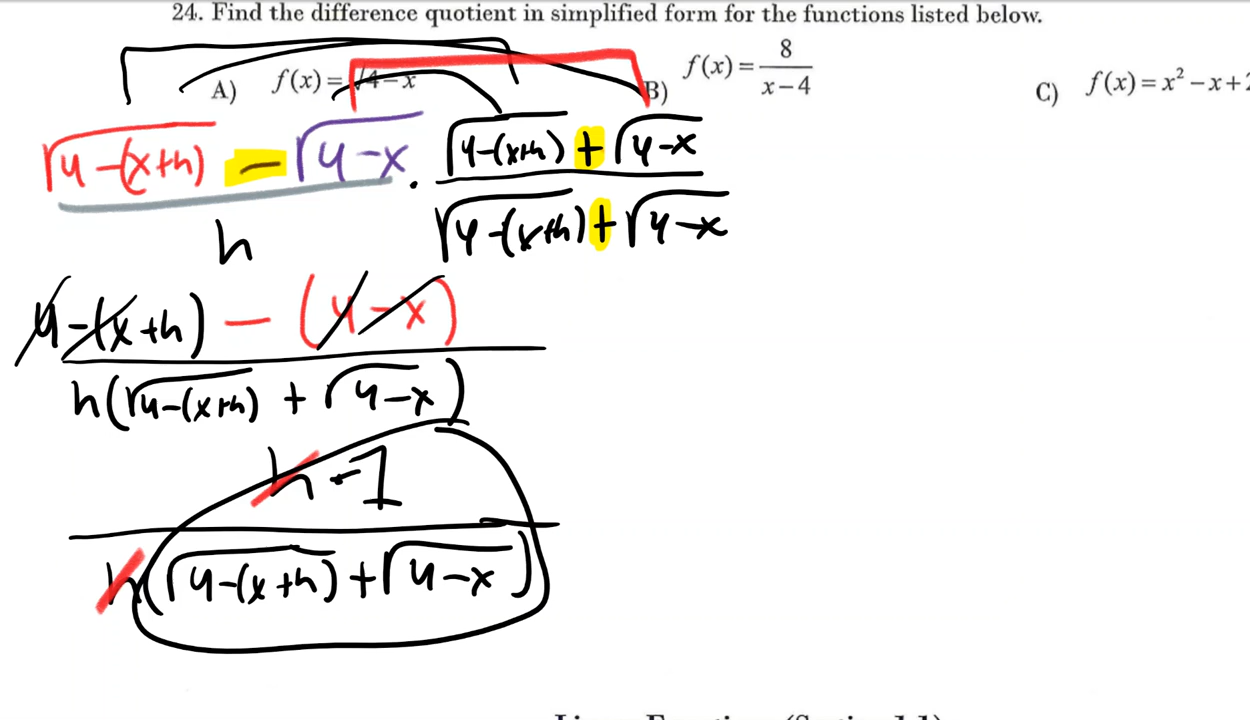 24. Find the difference quotient in simplified form for the functions listed below.
A) f(x)=√4−x B) f(x)=8/(x−4) C) f(x)=x²−x+2
√4-(x+h) − √4-x / h · √4-(x+h) + √4-x / √4-(x+h) + √4-x
4-(x+h) − (4-x) / h(√4-(x+h) + √4-x)
h -1 / h(√4-(x+h) + √4-x)